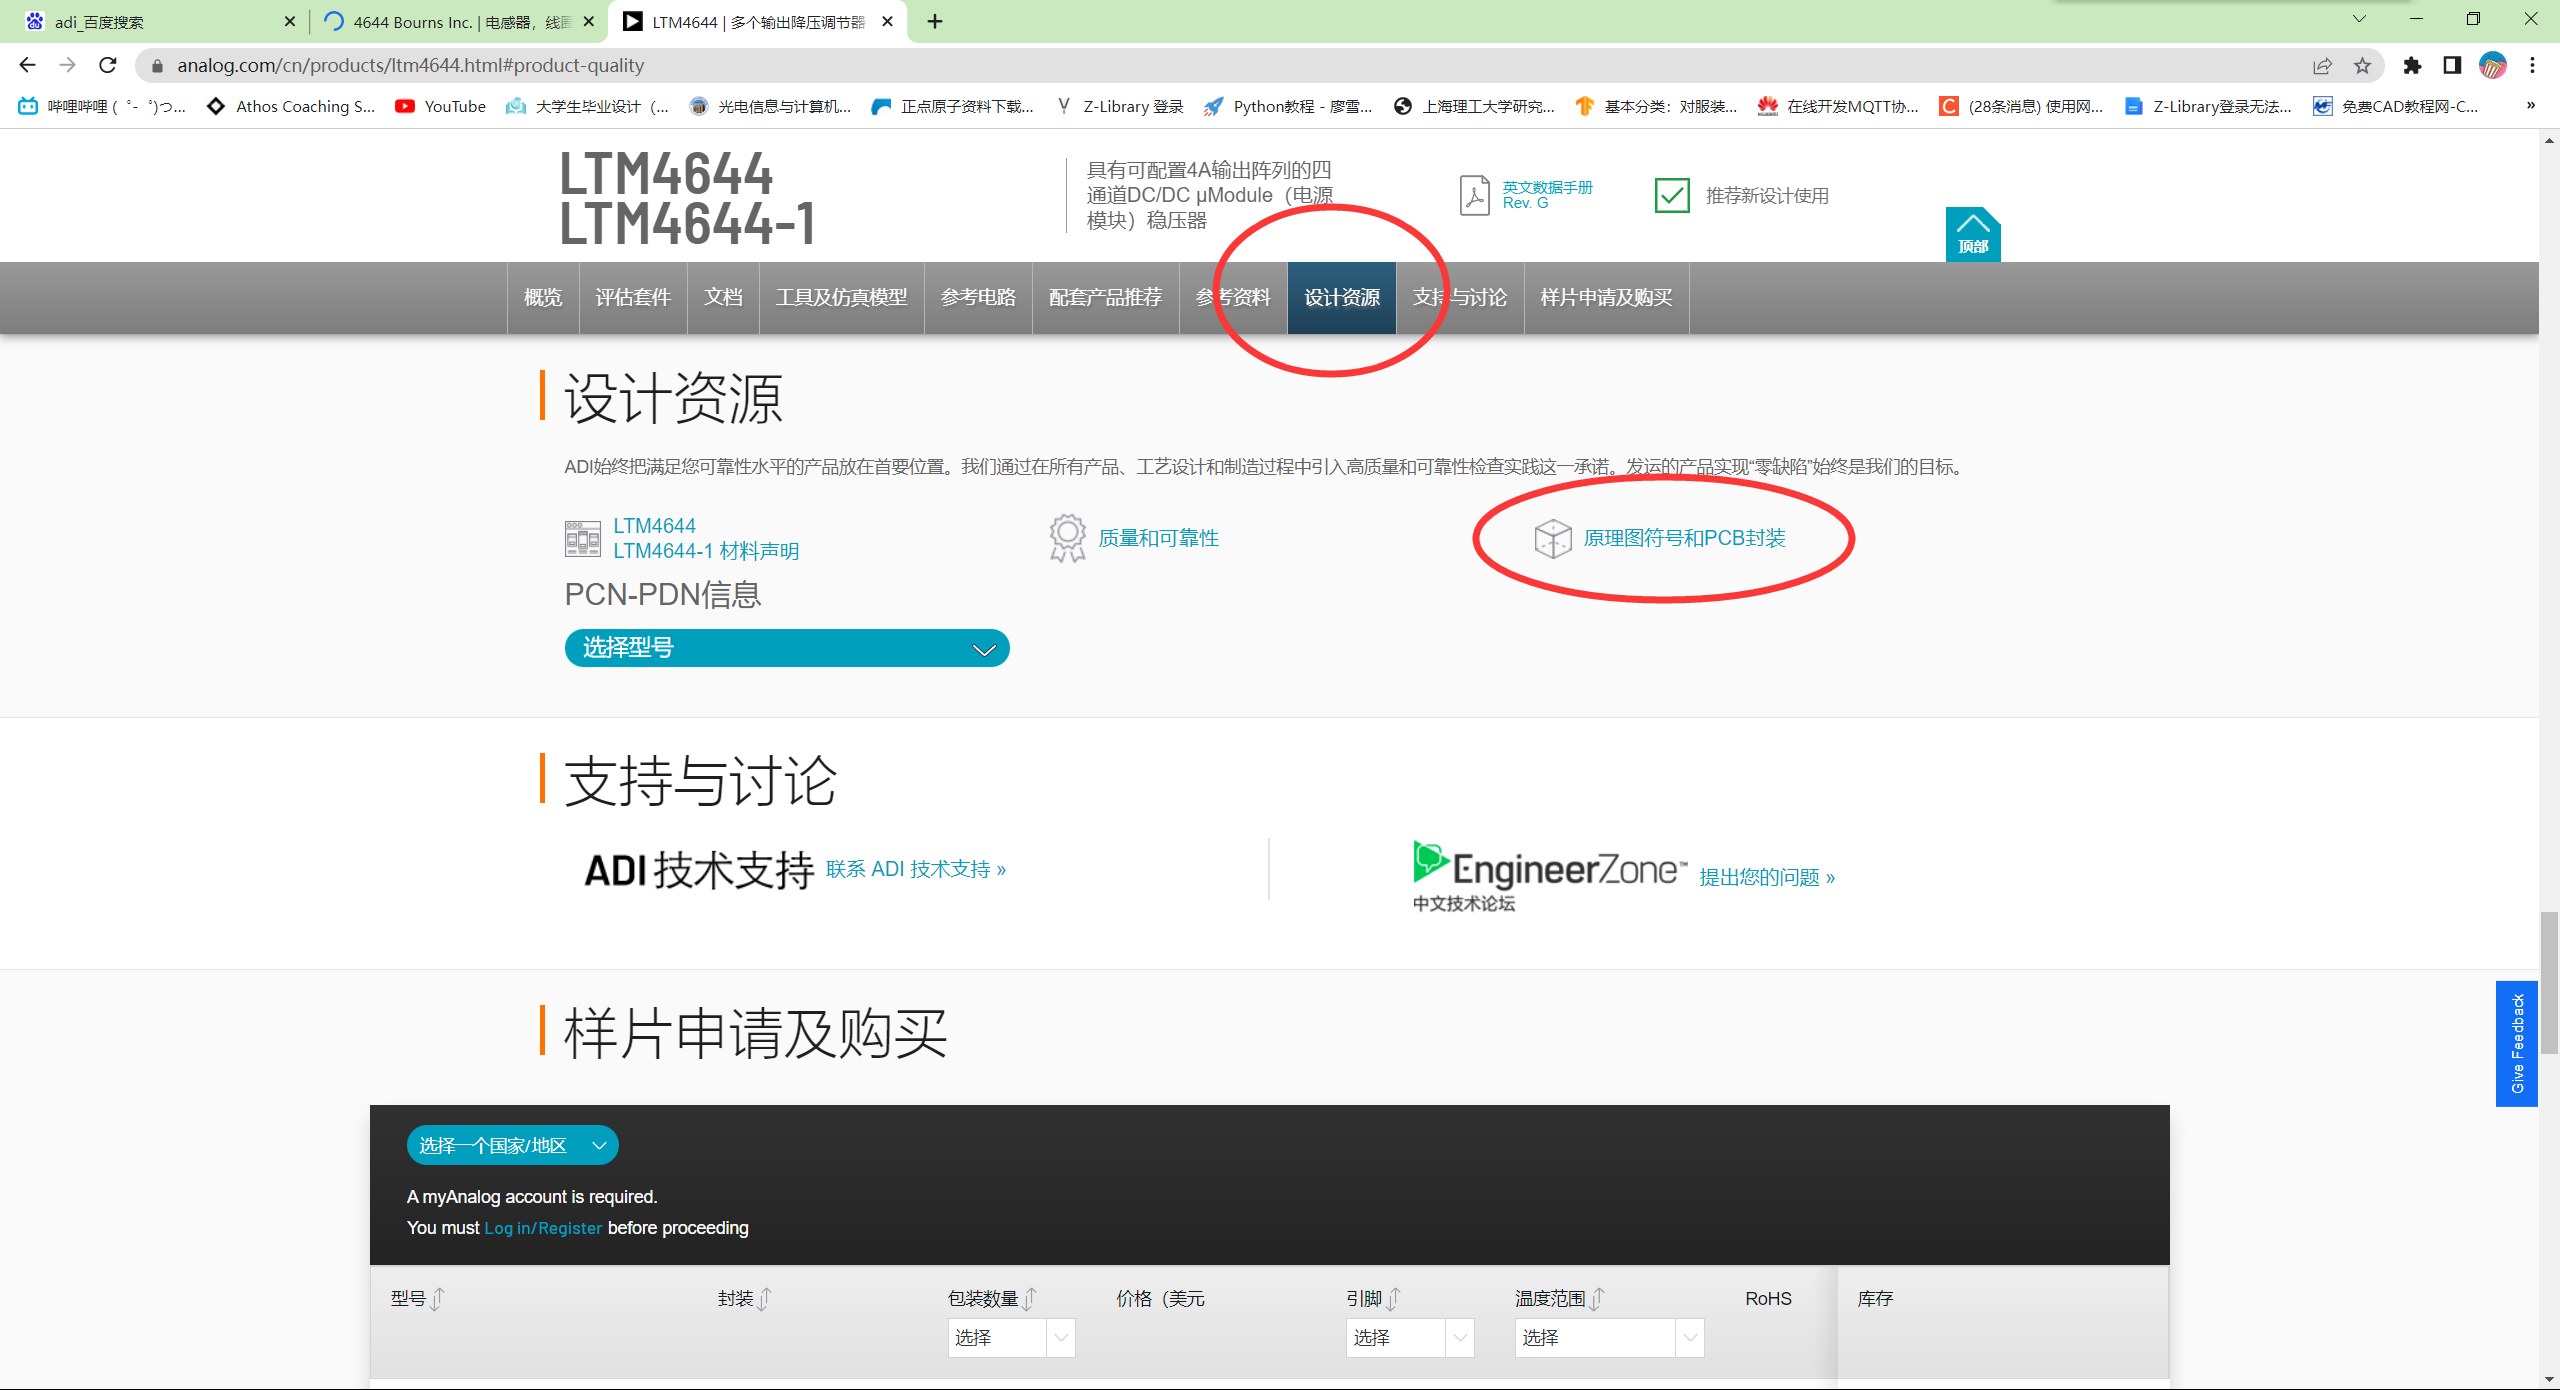 adi_百度搜索
4644 Bourns Inc. | 电感器，线圈
LTM4644 | 多个输出降压调节器
analog.com/cn/products/ltm4644.html#product-quality
哔哩哔哩 ( ゜- ゜)つ...
Athos Coaching S...
YouTube
大学生毕业设计（...
光电信息与计算机...
正点原子资料下载...
Z-Library 登录
Python教程 - 廖雪...
上海理工大学研究...
基本分类：对服装...
在线开发MQTT协...
(28条消息) 使用网...
Z-Library登录无法...
免费CAD教程网-C...
»
LTM4644
LTM4644-1
具有可配置4A输出阵列的四
通道DC/DC μModule（电源
模块）稳压器
英文数据手册
Rev. G
推荐新设计使用
顶部
概览
评估套件
文档
工具及仿真模型
参考电路
配套产品推荐
参考资料
设计资源
支持与讨论
样片申请及购买
设计资源
ADI始终把满足您可靠性水平的产品放在首要位置。我们通过在所有产品、工艺设计和制造过程中引入高质量和可靠性检查实践这一承诺。发运的产品实现“零缺陷”始终是我们的目标。
LTM4644
LTM4644-1 材料声明
质量和可靠性
原理图符号和PCB封装
PCN-PDN信息
选择型号
支持与讨论
ADI 技术支持
联系 ADI 技术支持 »
EngineerZone™
中文技术论坛
提出您的问题 »
样片申请及购买
Give Feedback
选择一个国家/地区
A myAnalog account is required.
You must Log in/Register before proceeding
型号
封装
包装数量
价格（美元
引脚
温度范围
RoHS
库存
选择
选择
选择